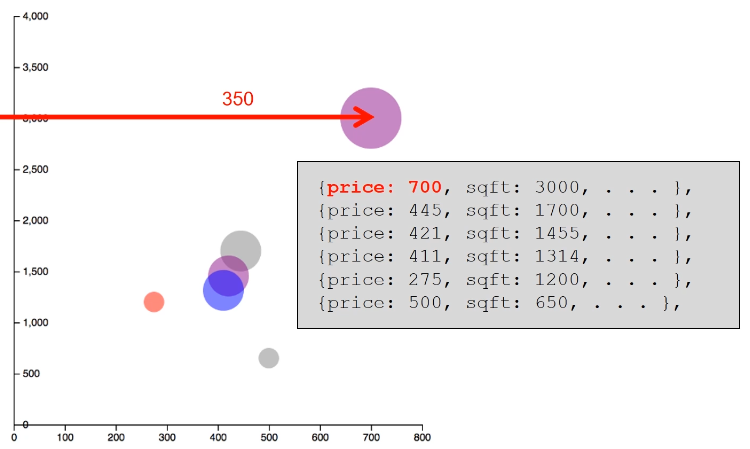 4,000
3,500
350
3,000
2,500
{price: 700, sqft: 3000, . . . },
{price: 445, sqft: 1700, . . . },
{price: 421, sqft: 1455, . . . },
{price: 411, sqft: 1314, . . . },
{price: 275, sqft: 1200, . . . },
{price: 500, sqft: 650, . . . },
2,000
1,500
1,000
500
0
0 100 200 300 400 500 600 700 800